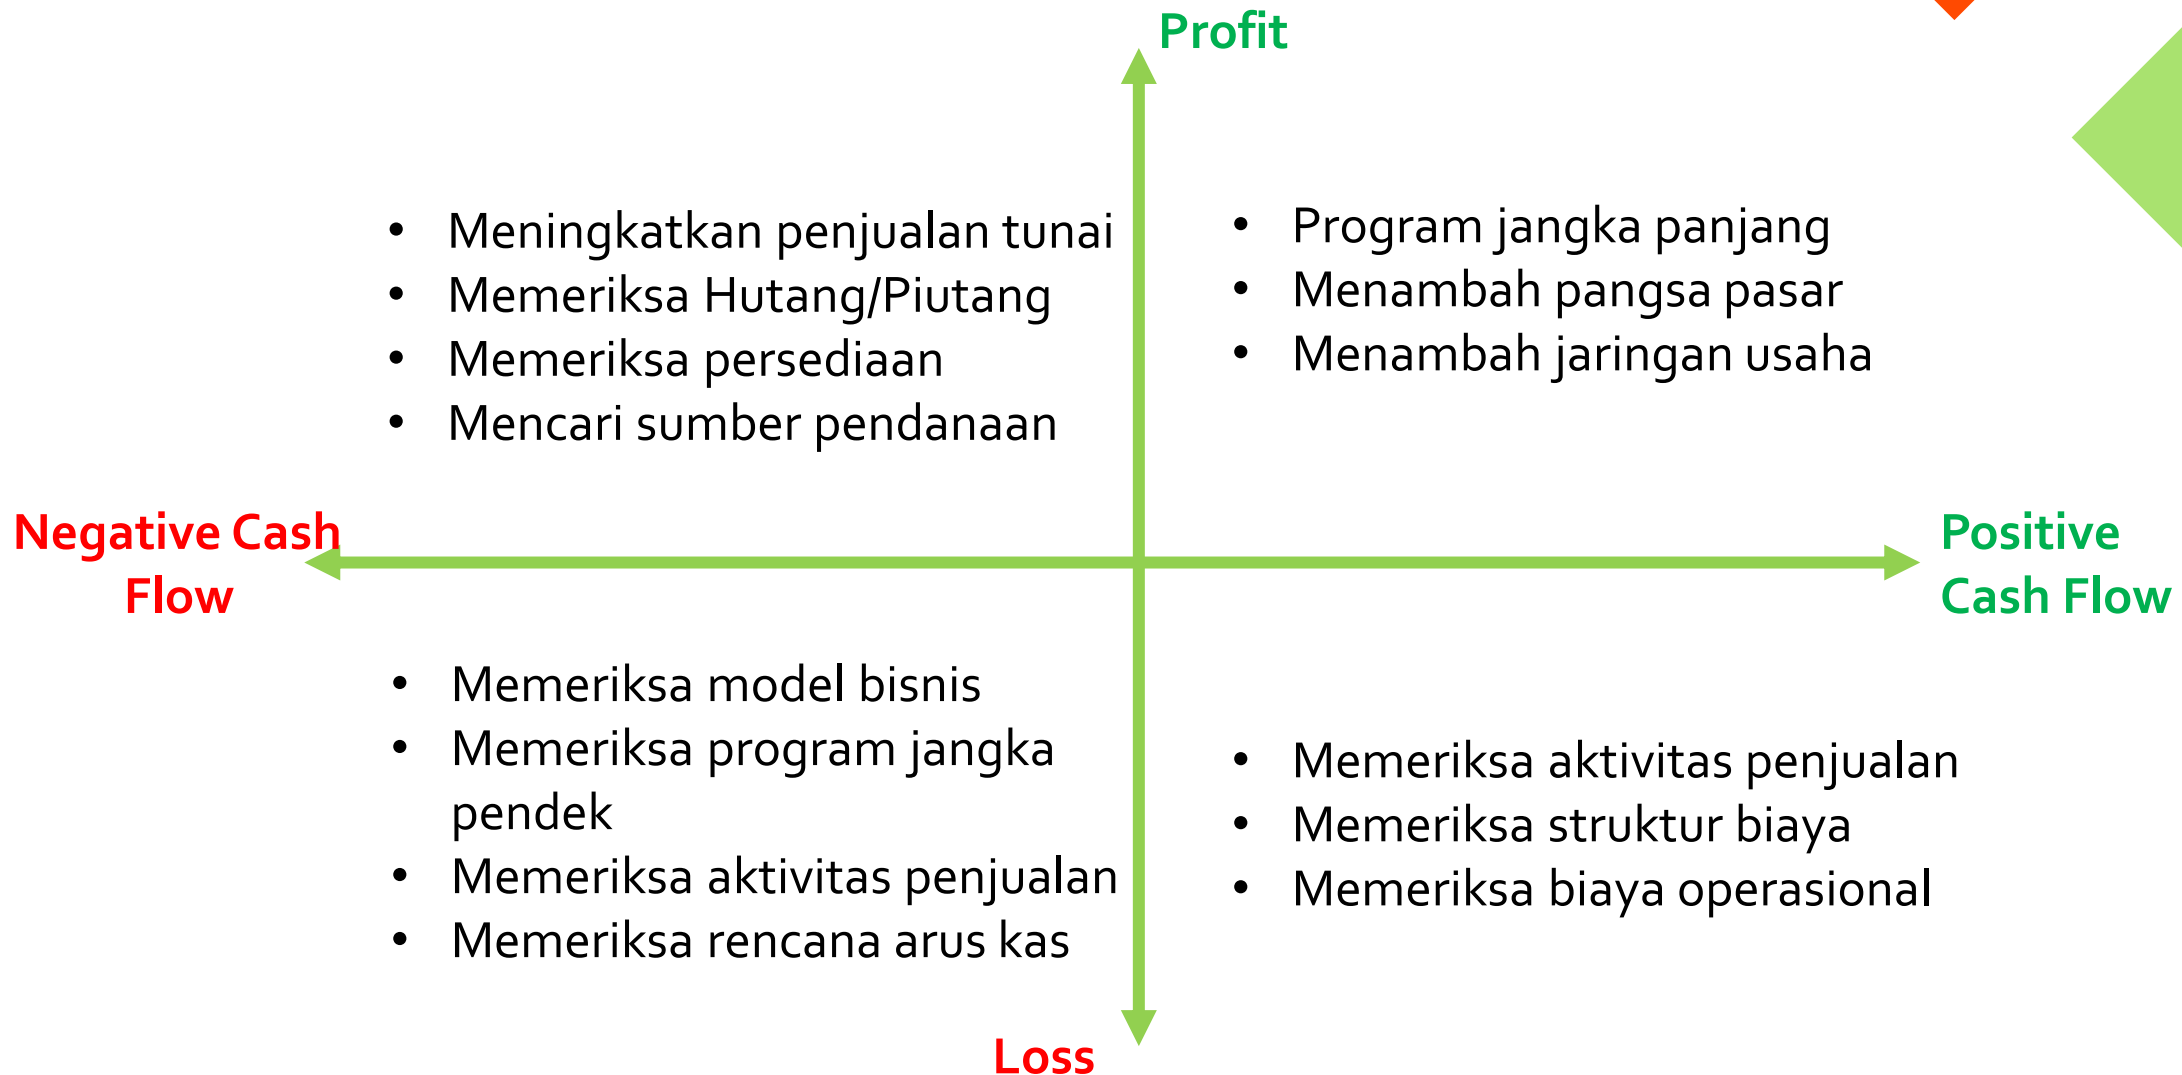 Profit
• Meningkatkan penjualan tunai
• Memeriksa Hutang/Piutang
• Memeriksa persediaan
• Mencari sumber pendanaan
• Program jangka panjang
• Menambah pangsa pasar
• Menambah jaringan usaha
Negative Cash
Flow
Positive
Cash Flow
• Memeriksa model bisnis
• Memeriksa program jangka
pendek
• Memeriksa aktivitas penjualan
• Memeriksa rencana arus kas
• Memeriksa aktivitas penjualan
• Memeriksa struktur biaya
• Memeriksa biaya operasional
Loss